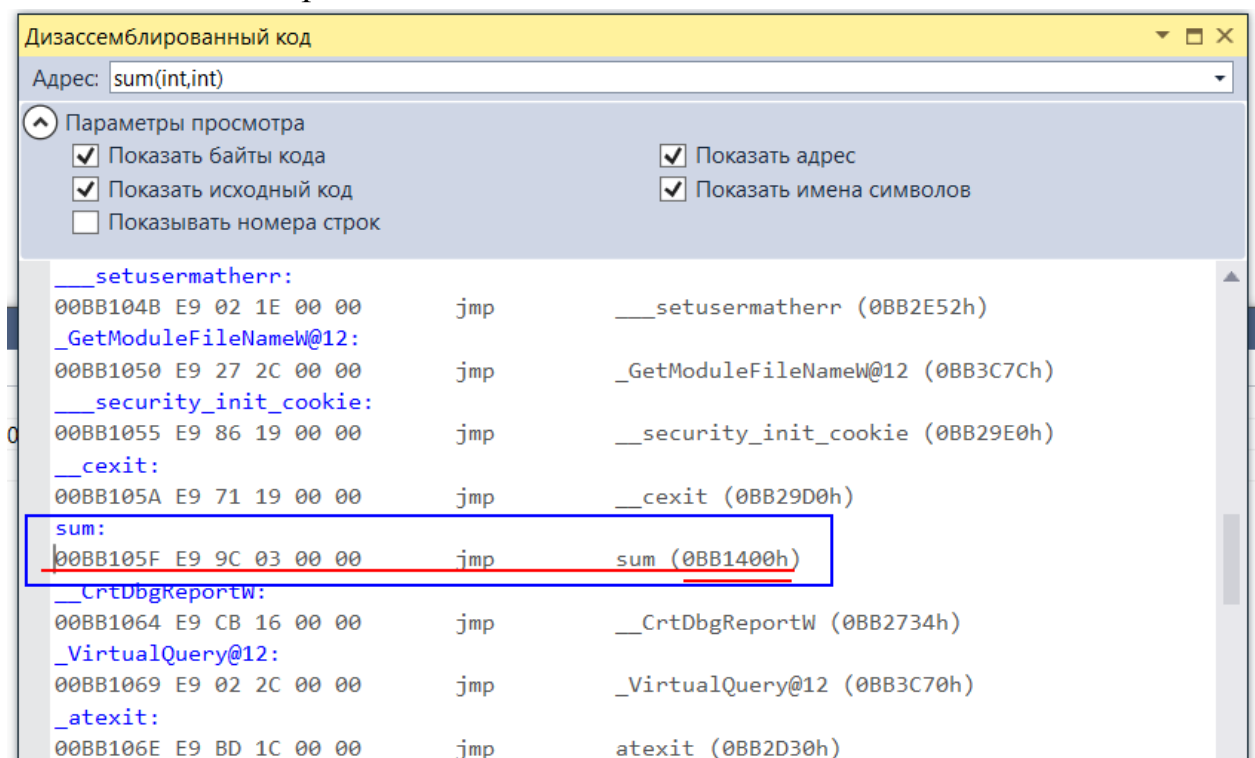 Дизассемблированный код
Адрес: sum(int,int)
Параметры просмотра
Показать байты кода Показать адрес
Показать исходный код Показать имена символов
Показывать номера строк
___setusermatherr:
00BB104B E9 02 1E 00 00 jmp ___setusermatherr (0BB2E52h)
_GetModuleFileNameW@12:
00BB1050 E9 27 2C 00 00 jmp _GetModuleFileNameW@12 (0BB3C7Ch)
___security_init_cookie:
00BB1055 E9 86 19 00 00 jmp __security_init_cookie (0BB29E0h)
__cexit:
00BB105A E9 71 19 00 00 jmp __cexit (0BB29D0h)
sum:
00BB105F E9 9C 03 00 00 jmp sum (0BB1400h)
__CrtDbgReportW:
00BB1064 E9 CB 16 00 00 jmp __CrtDbgReportW (0BB2734h)
_VirtualQuery@12:
00BB1069 E9 02 2C 00 00 jmp _VirtualQuery@12 (0BB3C70h)
_atexit:
00BB106E E9 BD 1C 00 00 jmp atexit (0BB2D30h)